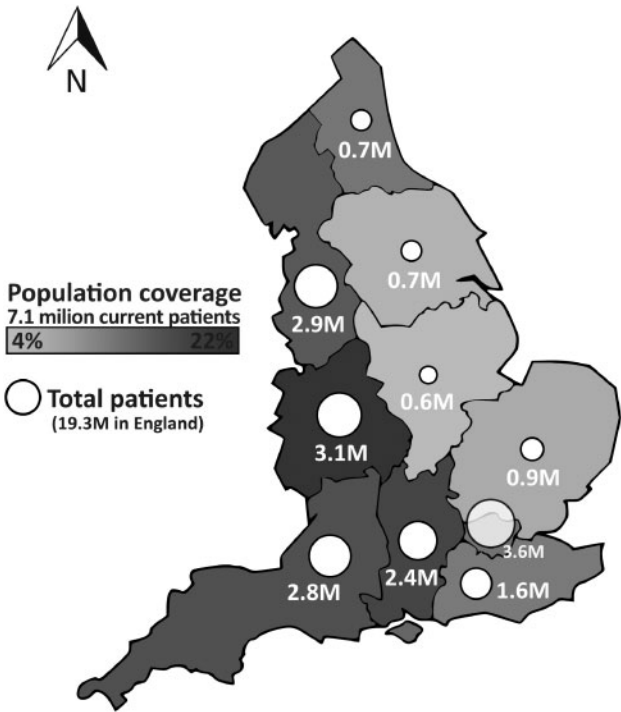 N
0.7M
0.7M
Population coverage
7.1 milion current patients
4% 22%
2.9M
Total patients
(19.3M in England)
0.6M
3.1M
0.9M
3.6M
2.8M
2.4M
1.6M